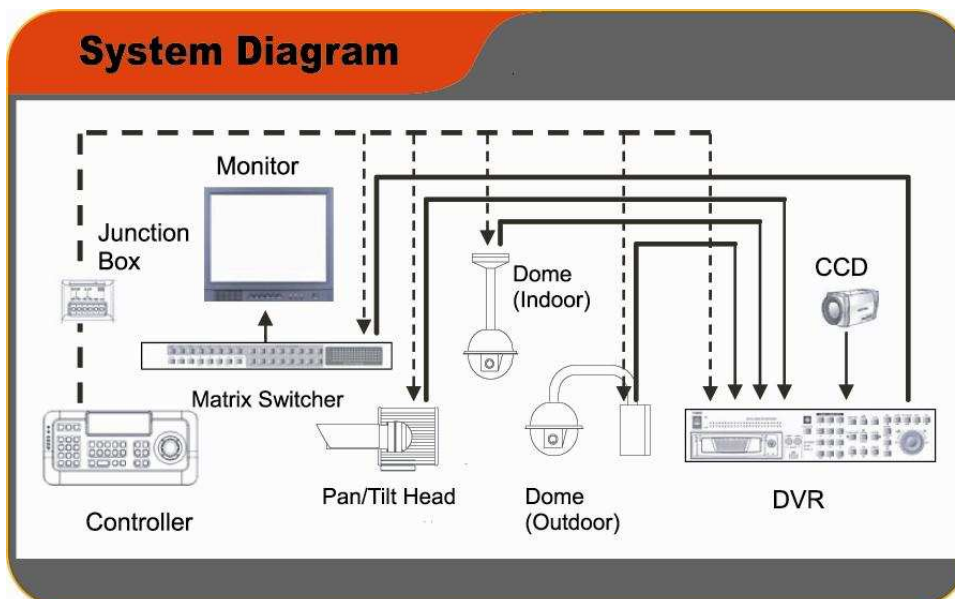 System Diagram
Monitor
Junction
Box
Dome
(Indoor)
CCD
Matrix Switcher
Pan/Tilt Head
Dome
(Outdoor)
DVR
Controller